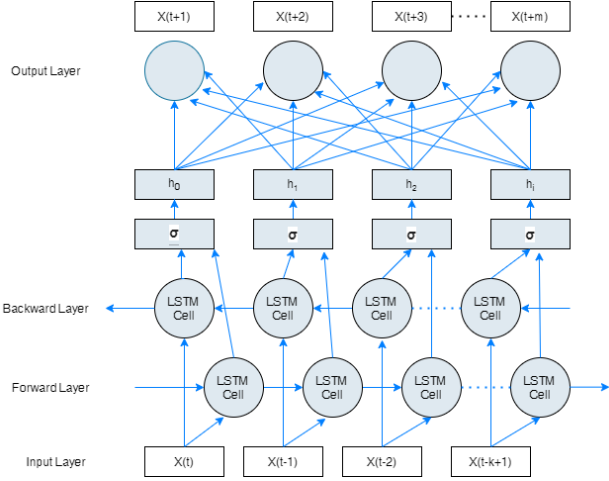 X(t+1) X(t+2) X(t+3) X(t+m)
Output Layer
h0 h1 h2 hi
σ σ σ σ
Backward Layer
LSTM Cell LSTM Cell LSTM Cell LSTM Cell
Forward Layer
LSTM Cell LSTM Cell LSTM Cell LSTM Cell
Input Layer
X(t) X(t-1) X(t-2) X(t-k+1)